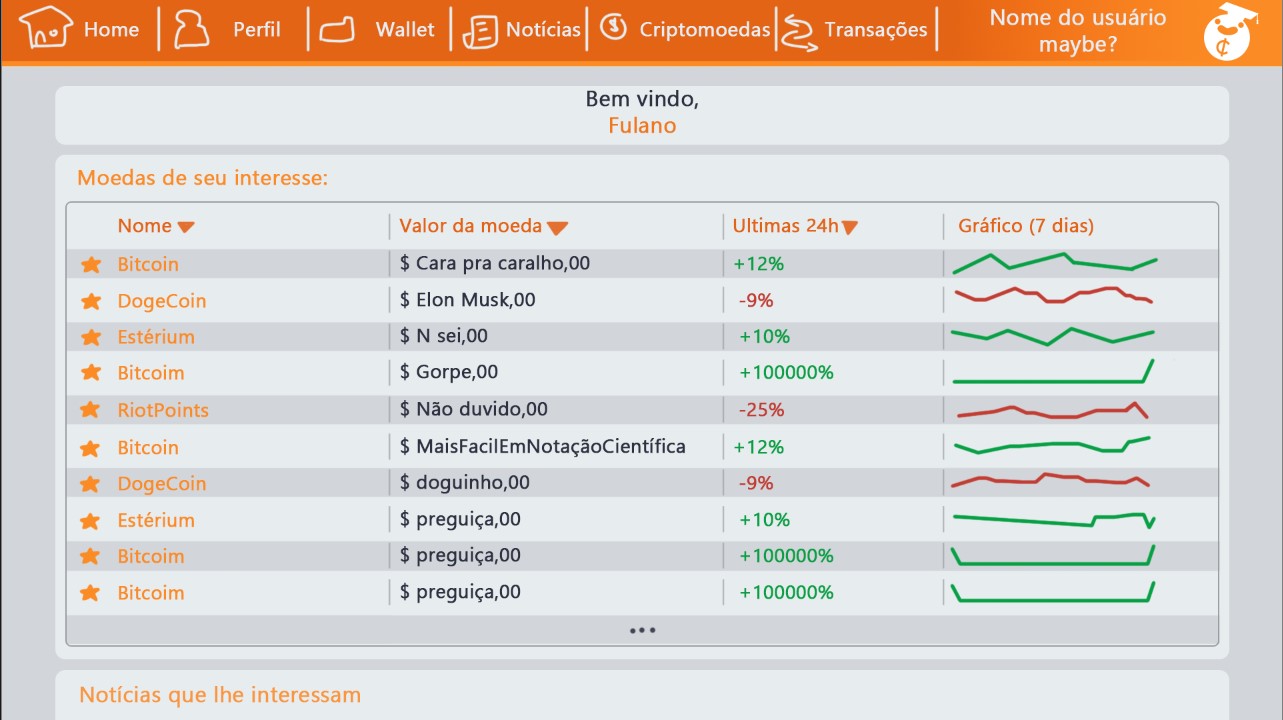 Home Perfil Wallet Notícias Criptomoedas Transações Nome do usuário
maybe?
¢
Bem vindo,
Fulano
Moedas de seu interesse:
Nome Valor da moeda Ultimas 24h Gráfico (7 dias)
Bitcoin $ Cara pra caralho,00 +12%
DogeCoin $ Elon Musk,00 -9%
Estérium $ N sei,00 +10%
Bitcoim $ Gorpe,00 +100000%
RiotPoints $ Não duvido,00 -25%
Bitcoin $ MaisFacilEmNotaçãoCientífica +12%
DogeCoin $ doguinho,00 -9%
Estérium $ preguiça,00 +10%
Bitcoim $ preguiça,00 +100000%
Bitcoim $ preguiça,00 +100000%
...
Notícias que lhe interessam